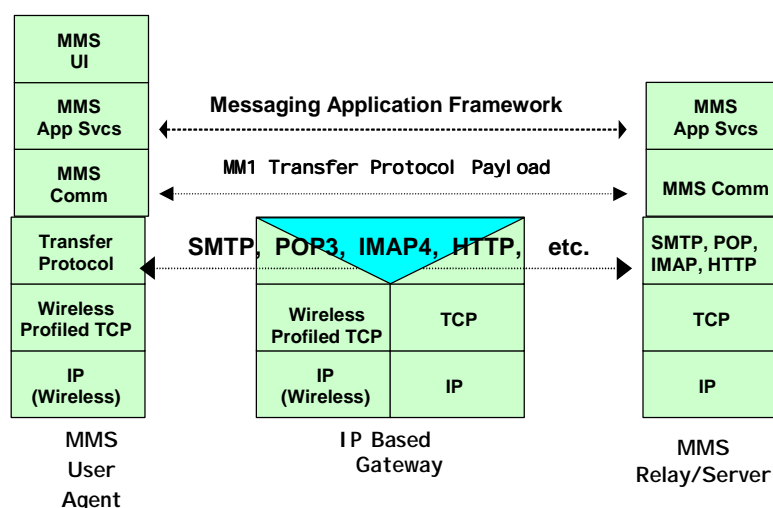 MMS
UI
MMS
App Svcs
MMS
Comm
Transfer
Protocol
Wireless
Profiled TCP
IP
(Wireless)
MMS
User
Agent
Messaging Application Framework
MM1 Transfer Protocol Payload
SMTP, POP3, IMAP4, HTTP, etc.
Wireless
Profiled TCP
TCP
IP
(Wireless)
IP
IP Based
Gateway
MMS
App Svcs
MMS Comm
SMTP, POP,
IMAP, HTTP
TCP
IP
MMS
Relay/Server